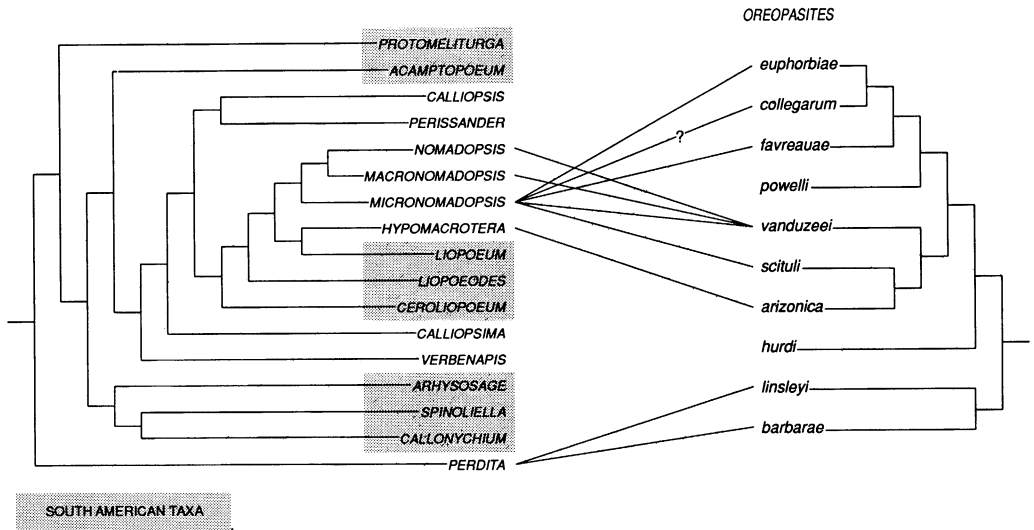 OREOPASITES
PROTOMELITURGA
ACAMPTOPOEUM
CALLIOPSIS
PERISSANDER
NOMADOPSIS
MACRONOMADOPSIS
MICRONOMADOPSIS
HYPOMACROTERA
LIOPOEUM
LIOPOEODES
CEROLIOPOEUM
CALLIOPSIMA
VERBENAPIS
ARHYSOSAGE
SPINOLIELLA
CALLONYCHIUM
PERDITA
?
euphorbiae
collegarum
favreauae
powelli
vanduzeei
scituli
arizonica
hurdi
linsleyi
barbarae
SOUTH AMERICAN TAXA